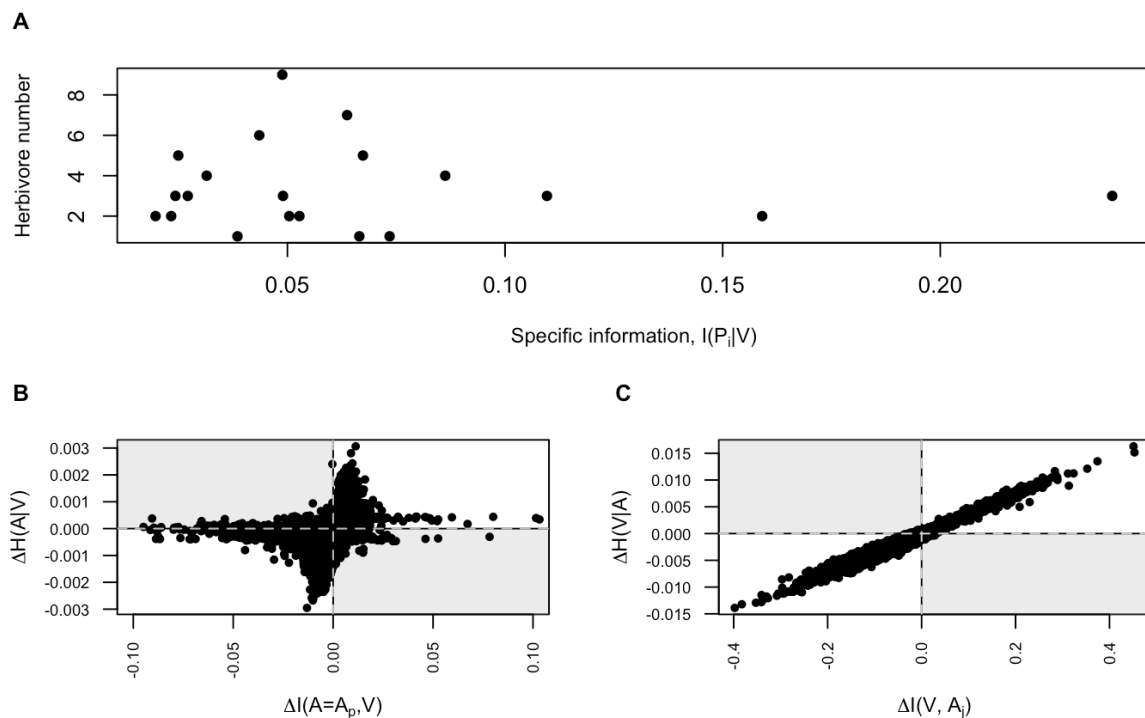 A
Herbivore number
8
6
4
2
0.05 0.10 0.15 0.20
Specific information, I(Pᵢ|V)
B
ΔH(A|V)
0.003
0.002
0.001
0.000
-0.001
-0.002
-0.003
-0.10 -0.05 0.00 0.05 0.10
ΔI(A=Aₚ,V)
C
ΔH(V|A)
0.015
0.010
0.005
0.000
-0.005
-0.010
-0.015
-0.4 -0.2 0.0 0.2 0.4
ΔI(V, Aⱼ)